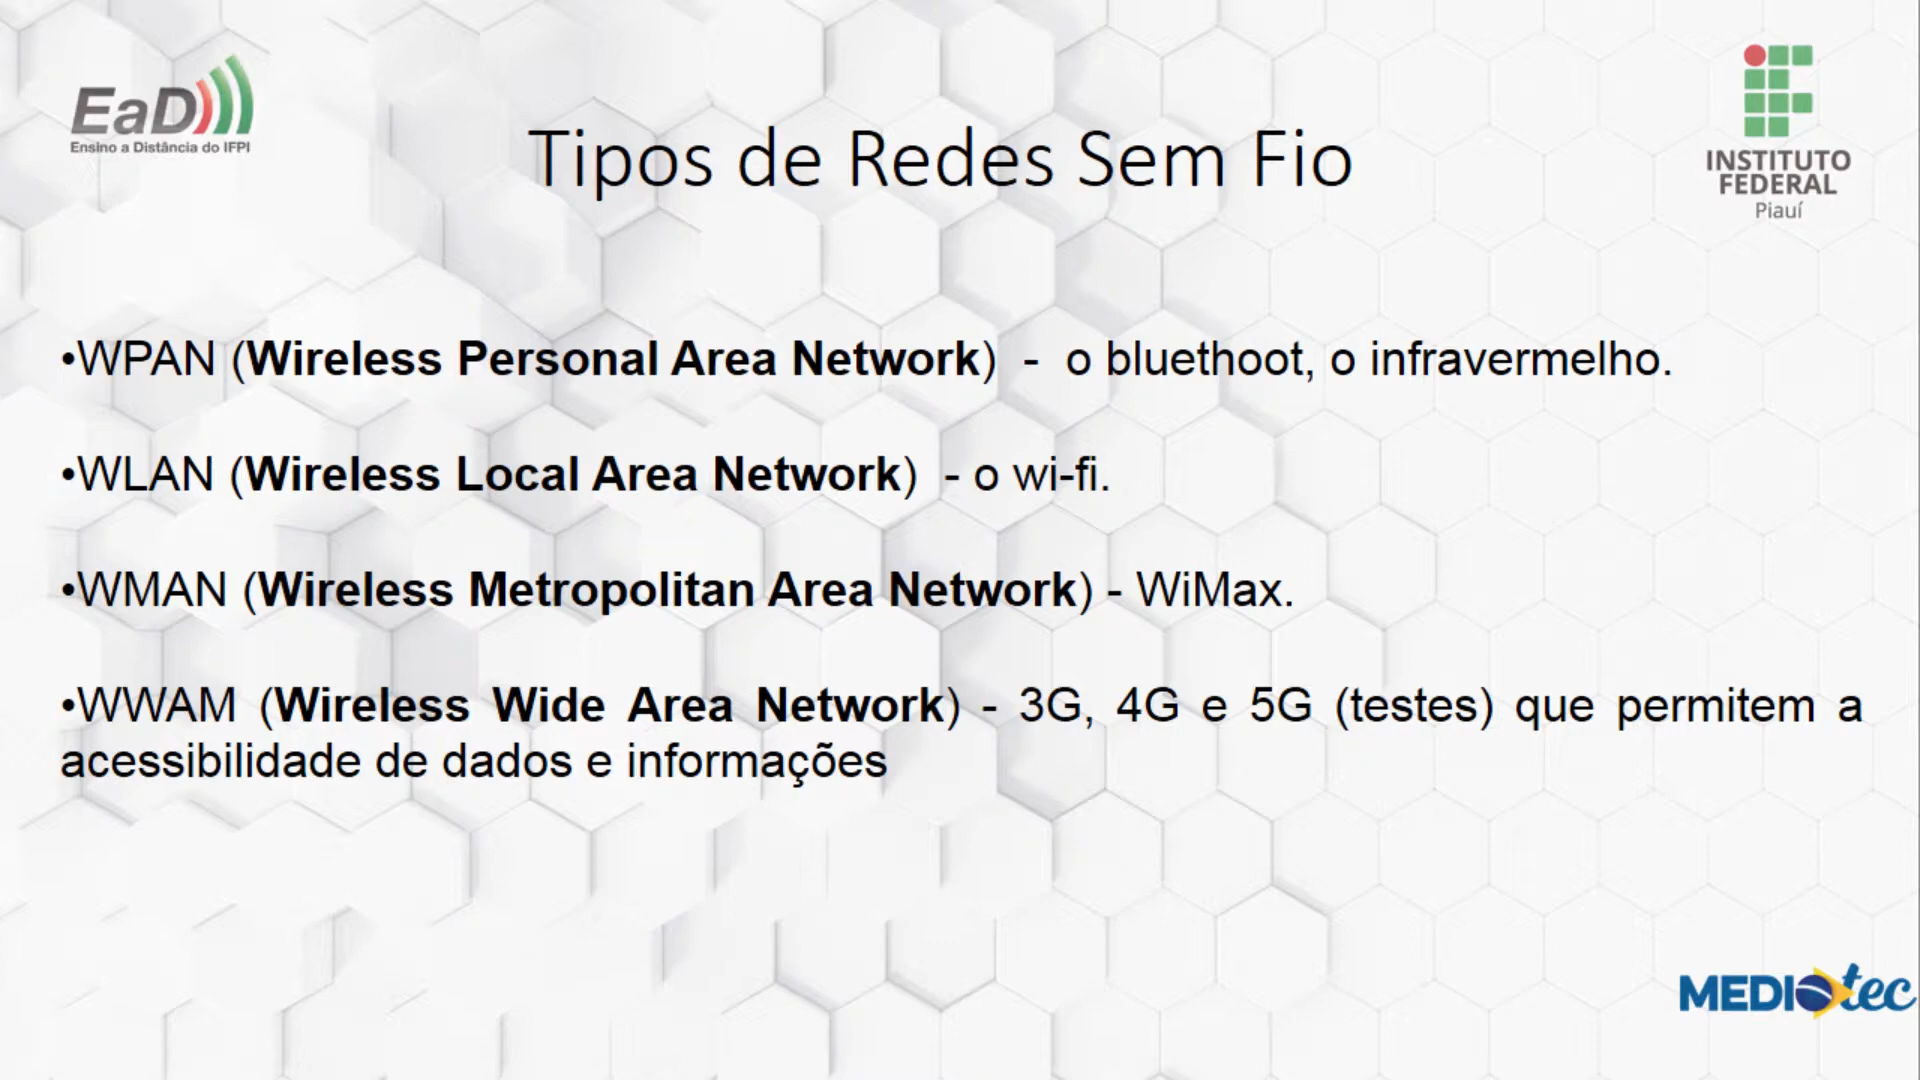 EaD
Ensino a Distância do IFPI
INSTITUTO
FEDERAL
Piauí
Tipos de Redes Sem Fio
•WPAN (Wireless Personal Area Network)  -  o bluethoot, o infravermelho.
•WLAN (Wireless Local Area Network)  - o wi-fi.
•WMAN (Wireless Metropolitan Area Network) - WiMax.
•WWAM (Wireless Wide Area Network) - 3G, 4G e 5G (testes) que permitem a
acessibilidade de dados e informações
MEDIOtec